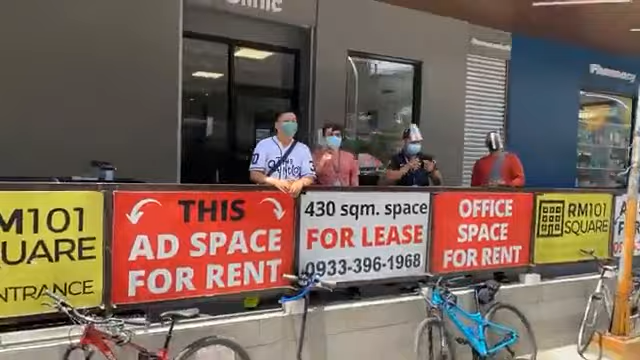 Clinic
Pharmacy
RM101
SQUARE
ENTRANCE
THIS
AD SPACE
FOR RENT
430 sqm. space
FOR LEASE
0933-396-1968
OFFICE
SPACE
FOR RENT
RM101
SQUARE